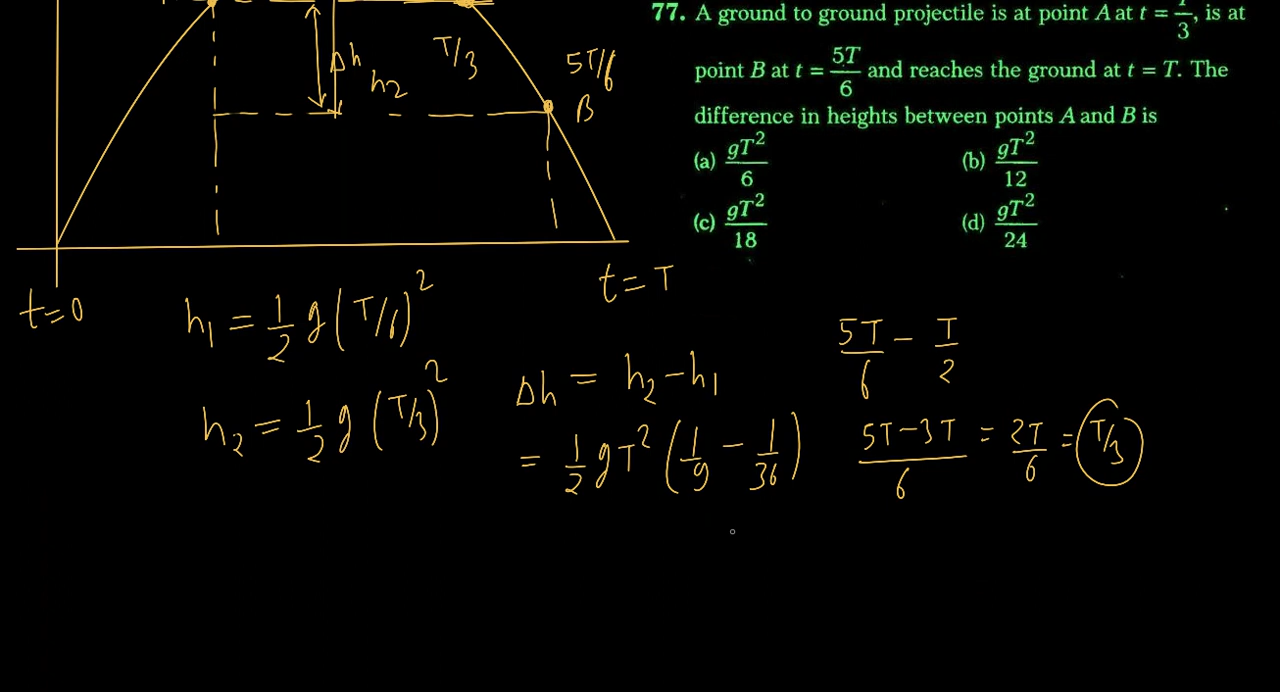 77. A ground to ground projectile is at point A at t = T/3, is at
point B at t = 5T/6 and reaches the ground at t = T. The
difference in heights between points A and B is
(a) gT²/6 (b) gT²/12
(c) gT²/18 (d) gT²/24
Δh
h₂
T/3
5T/6
B
t=0
t=T
h₁ = 1/2 g(T/6)²
h₂ = 1/2 g(T/3)²
Δh = h₂-h₁
= 1/2 gT²(1/9 - 1/36)
5T/6 - T/2
5T-3T/6 = 2T/6 = T/3